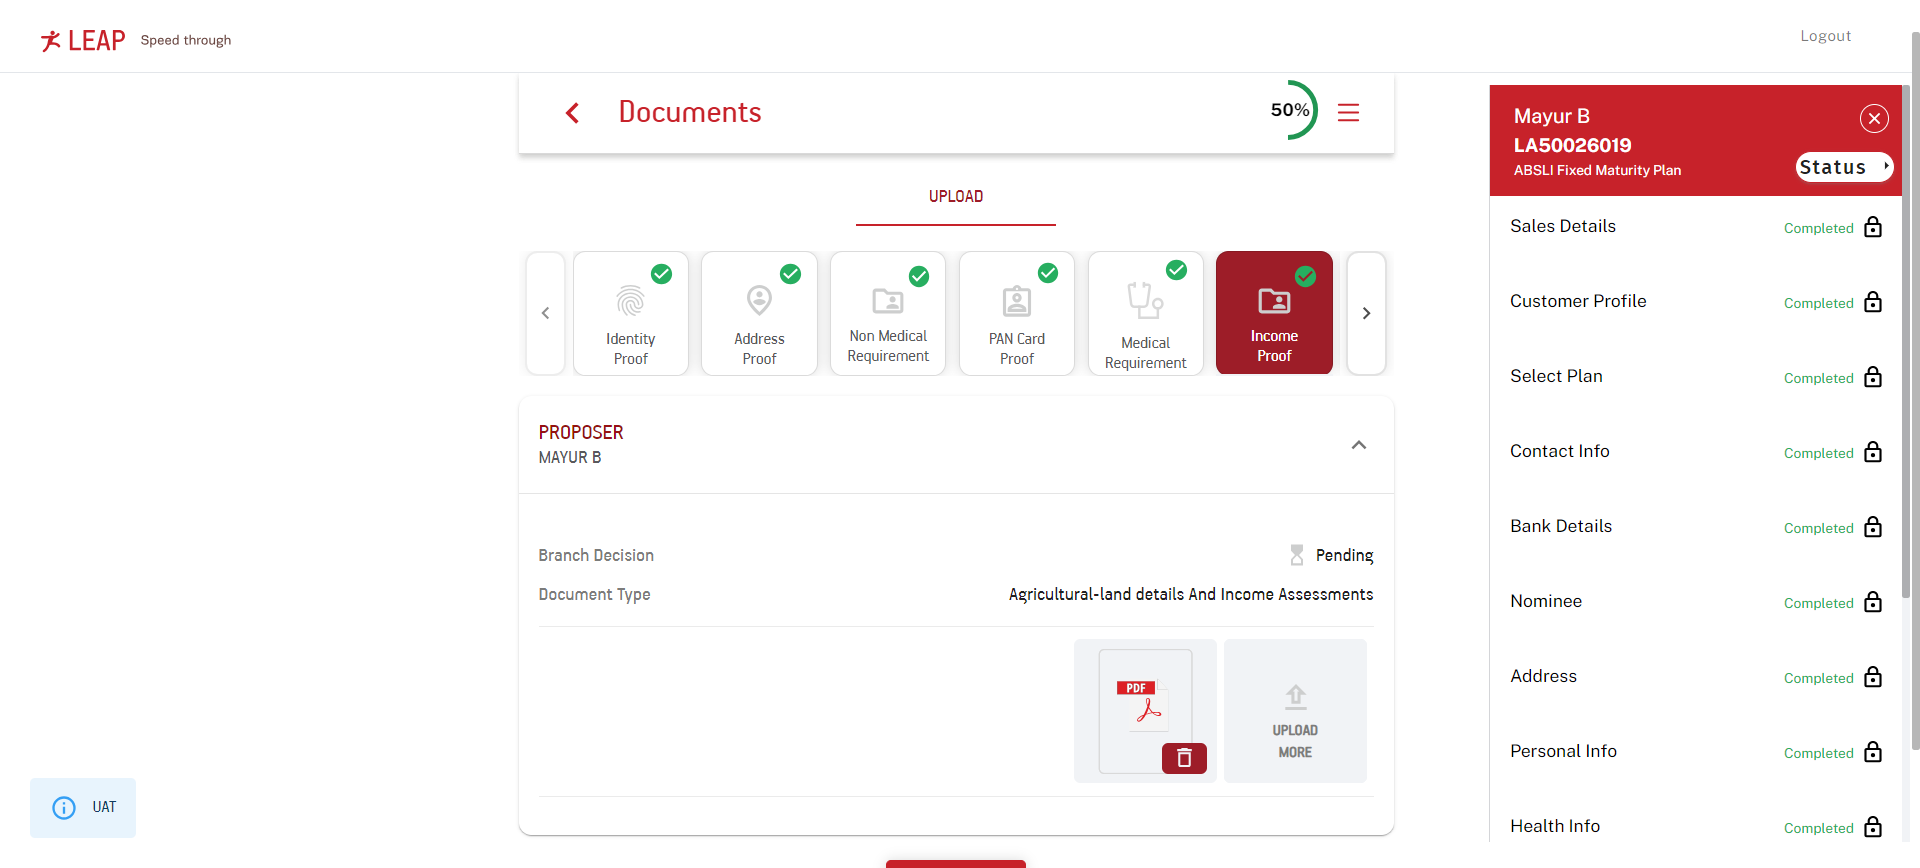 LEAP
Speed through
Logout
Documents
50%
UPLOAD
Identity
Proof
Address
Proof
Non Medical
Requirement
PAN Card
Proof
Medical
Requirement
Income
Proof
PROPOSER
MAYUR B
Branch Decision
Pending
Document Type
Agricultural-land details And Income Assessments
PDF
UPLOAD
MORE
UAT
Mayur B
LA50026019
ABSLI Fixed Maturity Plan
Status
Sales Details
Completed
Customer Profile
Completed
Select Plan
Completed
Contact Info
Completed
Bank Details
Completed
Nominee
Completed
Address
Completed
Personal Info
Completed
Health Info
Completed